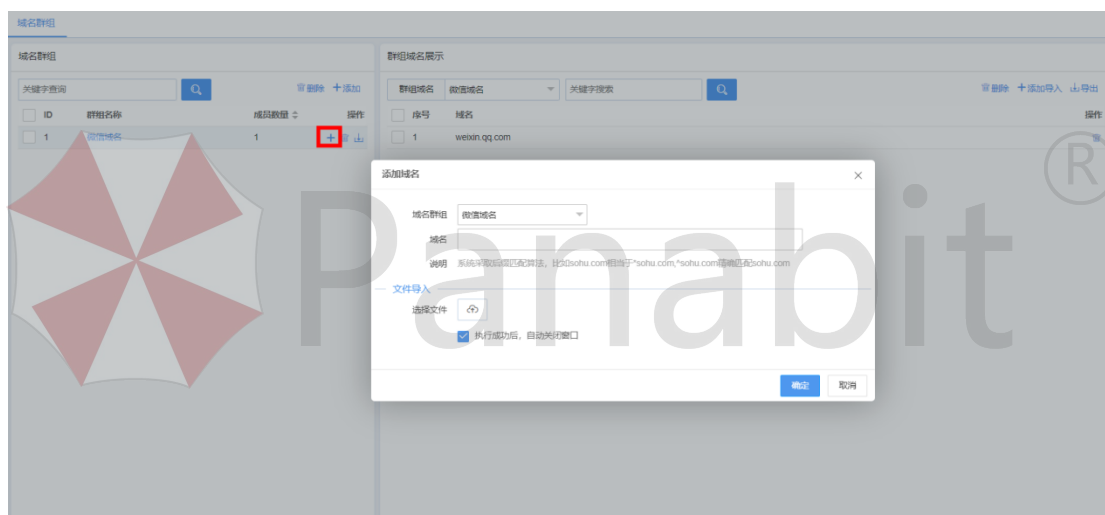 域名群组
域名群组
关键字查询
删除 添加
ID 群组名称 成员数量 操作
1 微信域名 1
群组域名展示
群组域名 微信域名 关键字搜索
删除 添加导入 导出
序号 域名 操作
1 weixin.qq.com
添加域名
域名群组 微信域名
域名
说明 系统采取后缀匹配算法，比如sohu.com相当于*sohu.com,^sohu.com精确匹配sohu.com
文件导入
选择文件
执行成功后，自动关闭窗口
确定 取消
Panabit®